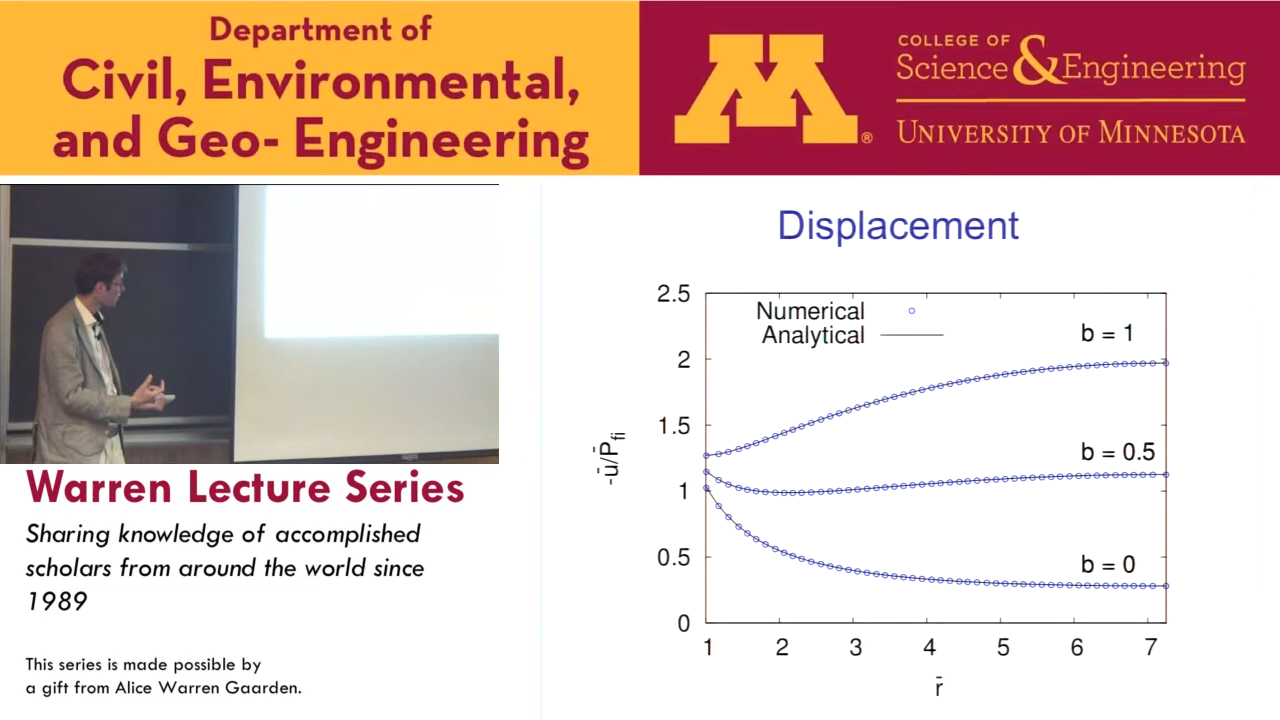 Department of
Civil, Environmental,
and Geo- Engineering
M®
COLLEGE OF
Science & Engineering
UNIVERSITY OF MINNESOTA
Warren Lecture Series
Sharing knowledge of accomplished
scholars from around the world since
1989
This series is made possible by
a gift from Alice Warren Gaarden.
Displacement
Numerical
Analytical
b = 1
b = 0.5
b = 0
2.5
2
1.5
1
0.5
0
-ū/P̄fi
1 2 3 4 5 6 7
r̄